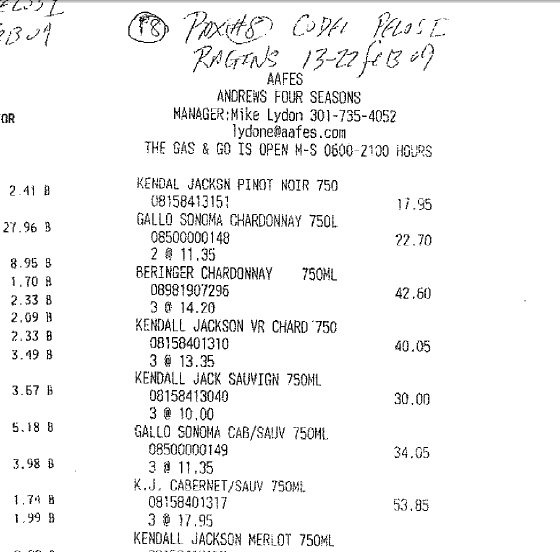 ELOSI
FEB 09
P8 PAX(#8) CODEL PELOSI
RAGINS 13-22 feB 09
AAFES
ANDREWS FOUR SEASONS
MANAGER:Mike Lydon 301-735-4052
lydone@aafes.com
THE GAS & GO IS OPEN M-S 0600-2100 HOURS
OR
2.41 B
27.96 B
8.95 B
1.70 B
2.33 B
2.09 B
2.33 B
3.49 B
3.67 B
5.18 B
3.98 B
1.74 B
1.99 B
KENDAL JACKSN PINOT NOIR 750
08158413151 17.95
GALLO SONOMA CHARDONNAY 750L
08500000148 22.70
2 @ 11.35
BERINGER CHARDONNAY 750ML
08981907296 42.60
3 @ 14.20
KENDALL JACKSON VR CHARD 750
08158401310 40.05
3 @ 13.35
KENDALL JACK SAUVIGN 750ML
08158413040 30.00
3 @ 10.00
GALLO SONOMA CAB/SAUV 750ML
08500000149 34.05
3 @ 11.35
K.J. CABERNET/SAUV 750ML
08158401317 53.85
3 @ 17.95
KENDALL JACKSON MERLOT 750ML